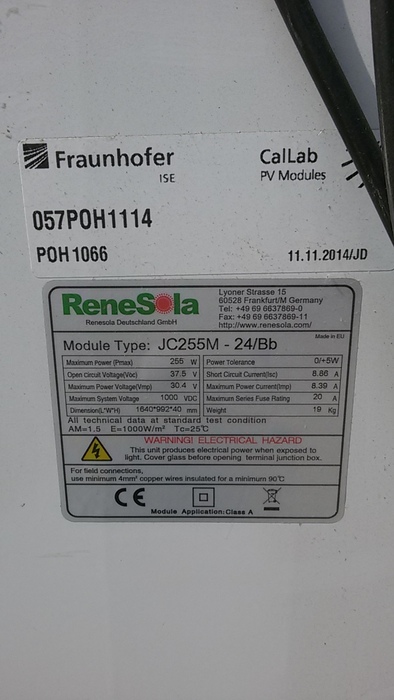 Fraunhofer
ISE
CalLab
PV Modules
057POH1114
POH1066
11.11.2014/JD
ReneSola
Renesola Deutschland GmbH
Lyoner Strasse 15
60528 Frankfurt/M Germany
Tel: +49 69 6637869-0
Fax: +49 69 6637869-11
http://www.renesola.com/
Made in EU
Module Type: JC255M - 24/Bb
Maximum Power (Pmax) 255 W Power Tolerance 0/+5W
Open Circuit Voltage(Voc) 37.5 V Short Circuit Current(Isc) 8.86 A
Maximum Power Voltage(Vmp) 30.4 V Maximum Power Current(Imp) 8.39 A
Maximum System Voltage 1000 VDC Maximum Series Fuse Rating 20 A
Dimension(L*W*H) 1640*992*40 mm Weight 19 Kg
All technical data at standard test condition
AM=1.5 E=1000W/m² Tc=25℃
WARNING! ELECTRICAL HAZARD
This unit produces electrical power when exposed to
light. Cover glass before opening terminal junction box.
For field connections,
use minimum 4mm² copper wires insulated for a minimum 90℃
CE
Module Application:Class A